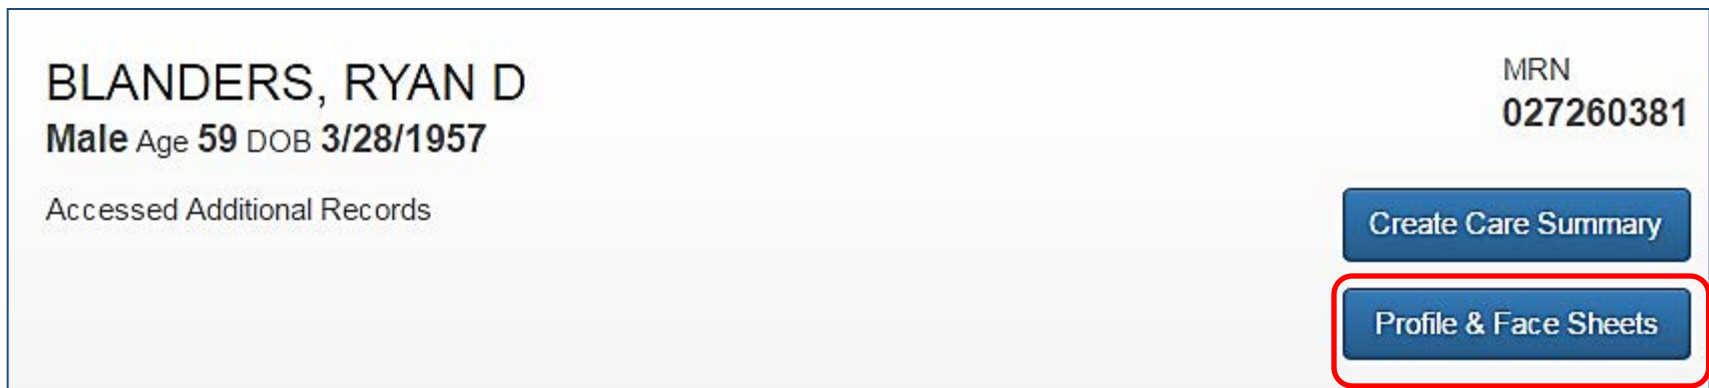 BLANDERS, RYAN D
Male Age 59 DOB 3/28/1957
Accessed Additional Records
MRN
027260381
Create Care Summary
Profile & Face Sheets